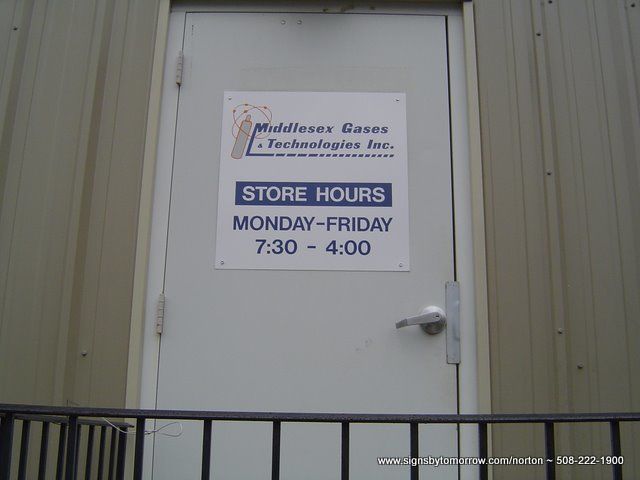 Middlesex Gases
& Technologies Inc.
STORE HOURS
MONDAY-FRIDAY
7:30 - 4:00
www.signsbytomorrow.com/norton ~ 508-222-1900